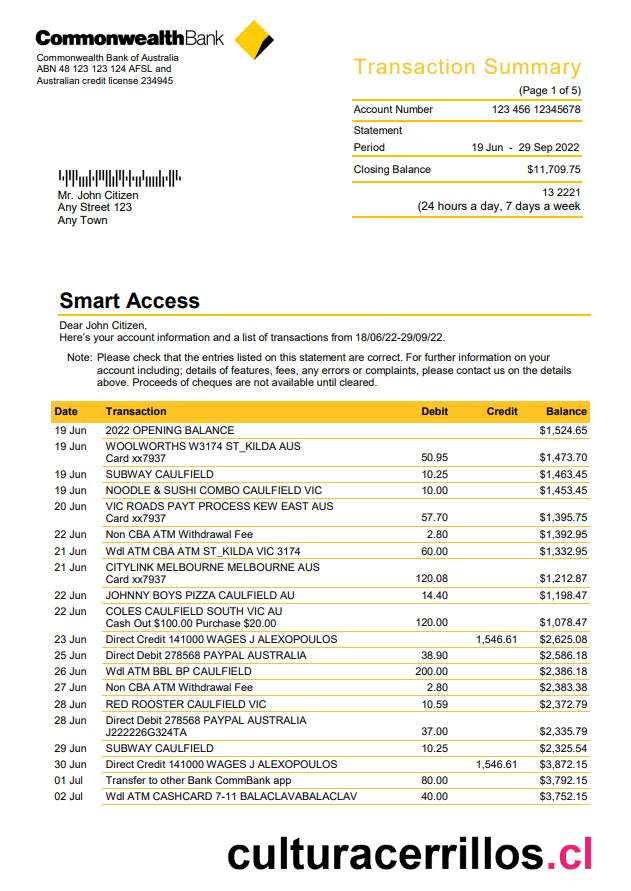 CommonwealthBank
Commonwealth Bank of Australia
ABN 48 123 123 124 AFSL and
Australian credit license 234945
Transaction Summary
(Page 1 of 5)
Account Number 123 456 12345678
Statement
Period 19 Jun - 29 Sep 2022
Closing Balance $11,709.75
13 2221
(24 hours a day, 7 days a week
Mr. John Citizen
Any Street 123
Any Town
Smart Access
Dear John Citizen,
Here's your account information and a list of transactions from 18/06/22-29/09/22.
Note: Please check that the entries listed on this statement are correct. For further information on your
account including; details of features, fees, any errors or complaints, please contact us on the details
above. Proceeds of cheques are not available until cleared.
Date Transaction Debit Credit Balance
19 Jun 2022 OPENING BALANCE $1,524.65
19 Jun WOOLWORTHS W3174 ST_KILDA AUS
Card xx7937 50.95 $1,473.70
19 Jun SUBWAY CAULFIELD 10.25 $1,463.45
19 Jun NOODLE & SUSHI COMBO CAULFIELD VIC 10.00 $1,453.45
20 Jun VIC ROADS PAYT PROCESS KEW EAST AUS
Card xx7937 57.70 $1,395.75
22 Jun Non CBA ATM Withdrawal Fee 2.80 $1,392.95
21 Jun Wdl ATM CBA ATM ST_KILDA VIC 3174 60.00 $1,332.95
21 Jun CITYLINK MELBOURNE MELBOURNE AUS
Card xx7937 120.08 $1,212.87
22 Jun JOHNNY BOYS PIZZA CAULFIELD AU 14.40 $1,198.47
22 Jun COLES CAULFIELD SOUTH VIC AU
Cash Out $100.00 Purchase $20.00 120.00 $1,078.47
23 Jun Direct Credit 141000 WAGES J ALEXOPOULOS 1,546.61 $2,625.08
25 Jun Direct Debit 278568 PAYPAL AUSTRALIA 38.90 $2,586.18
26 Jun Wdl ATM BBL BP CAULFIELD 200.00 $2,386.18
27 Jun Non CBA ATM Withdrawal Fee 2.80 $2,383.38
28 Jun RED ROOSTER CAULFIELD VIC 10.59 $2,372.79
28 Jun Direct Debit 278568 PAYPAL AUSTRALIA
J222226G324TA 37.00 $2,335.79
29 Jun SUBWAY CAULFIELD 10.25 $2,325.54
30 Jun Direct Credit 141000 WAGES J ALEXOPOULOS 1,546.61 $3,872.15
01 Jul Transfer to other Bank CommBank app 80.00 $3,792.15
02 Jul Wdl ATM CASHCARD 7-11 BALACLAVABALACLAV 40.00 $3,752.15
culturacerrillos.cl